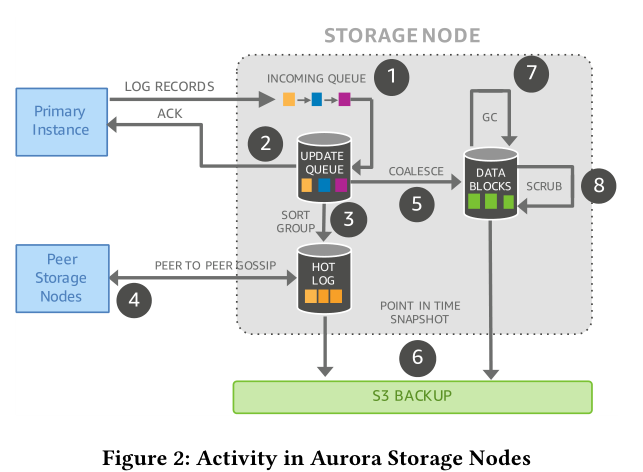 STORAGE NODE
INCOMING QUEUE
1
7
LOG RECORDS
Primary
Instance
ACK
GC
2
UPDATE
QUEUE
COALESCE
DATA
BLOCKS
SCRUB
8
5
SORT
GROUP
3
Peer
Storage
Nodes
PEER TO PEER GOSSIP
4
HOT
LOG
POINT IN TIME
SNAPSHOT
6
S3 BACKUP
Figure 2: Activity in Aurora Storage Nodes